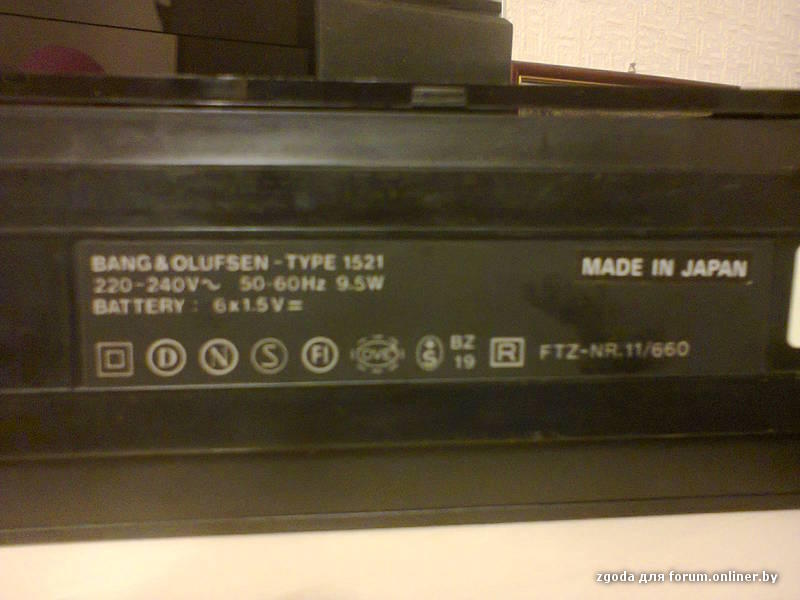 BANG & OLUFSEN - TYPE 1521
220-240V~ 50-60Hz 9.5W
BATTERY: 6x1.5V=
MADE IN JAPAN
D N S FI OVE S BZ 19 R FTZ-NR.11/660
zgoda для forum.onliner.by